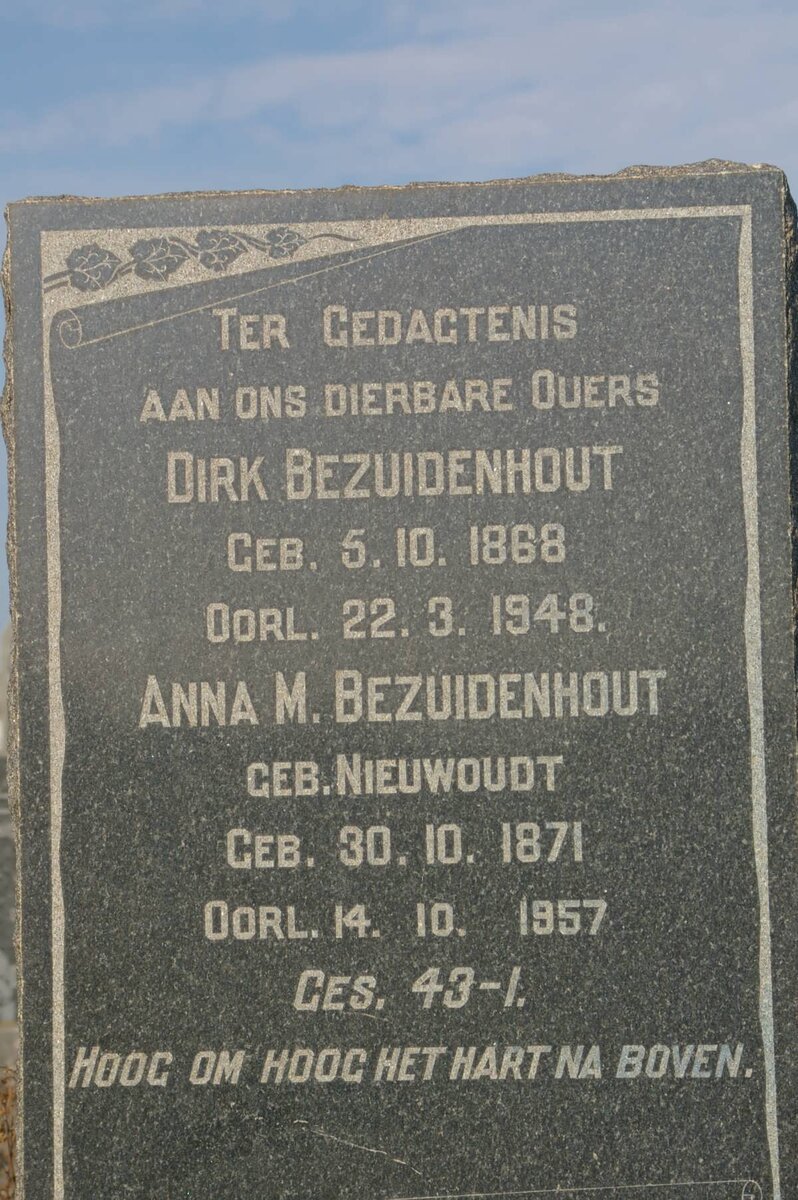 TER GEDAGTENIS
AAN ONS DIERBARE OUERS
DIRK BEZUIDENHOUT
GEB. 5. 10. 1868
OORL. 22. 3. 1948.
ANNA M. BEZUIDENHOUT
GEB. NIEUWOUDT
GEB. 30. 10. 1871
OORL. 14. 10. 1957
GES. 43-1.
HOOG OM HOOG HET HART NA BOVEN.